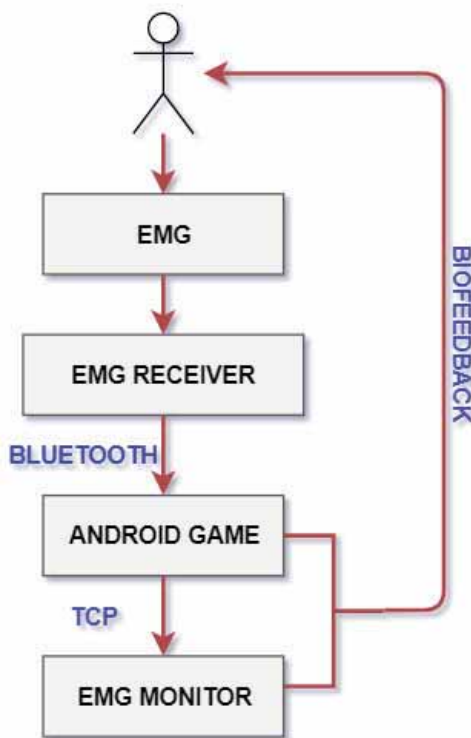 EMG
EMG RECEIVER
BLUETOOTH
ANDROID GAME
TCP
EMG MONITOR
BIOFEEDBACK